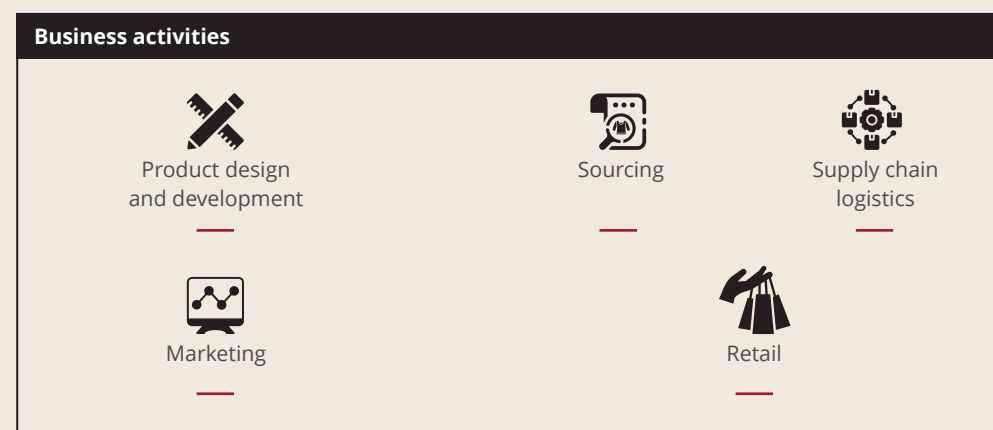 Business activities
Product design
and development
Sourcing
Supply chain
logistics
Marketing
Retail